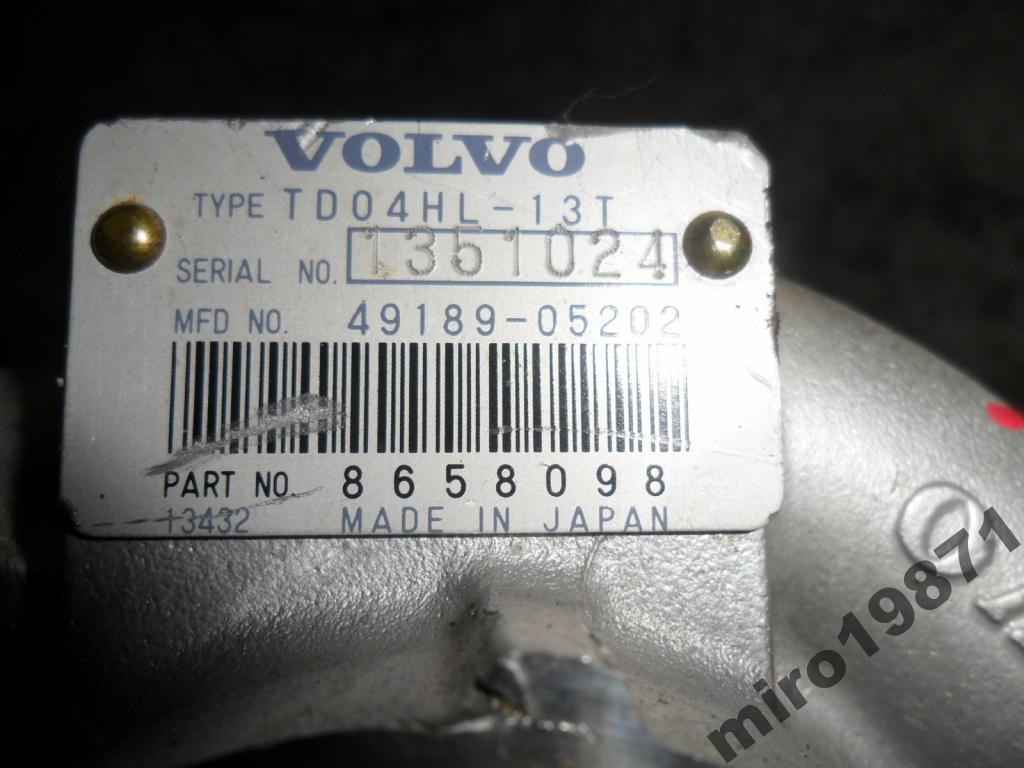 VOLVO
TYPE TD04HL-13T
SERIAL NO. 1351024
MFD NO. 49189-05202
PART NO. 8658098
13432 MADE IN JAPAN
miro19871